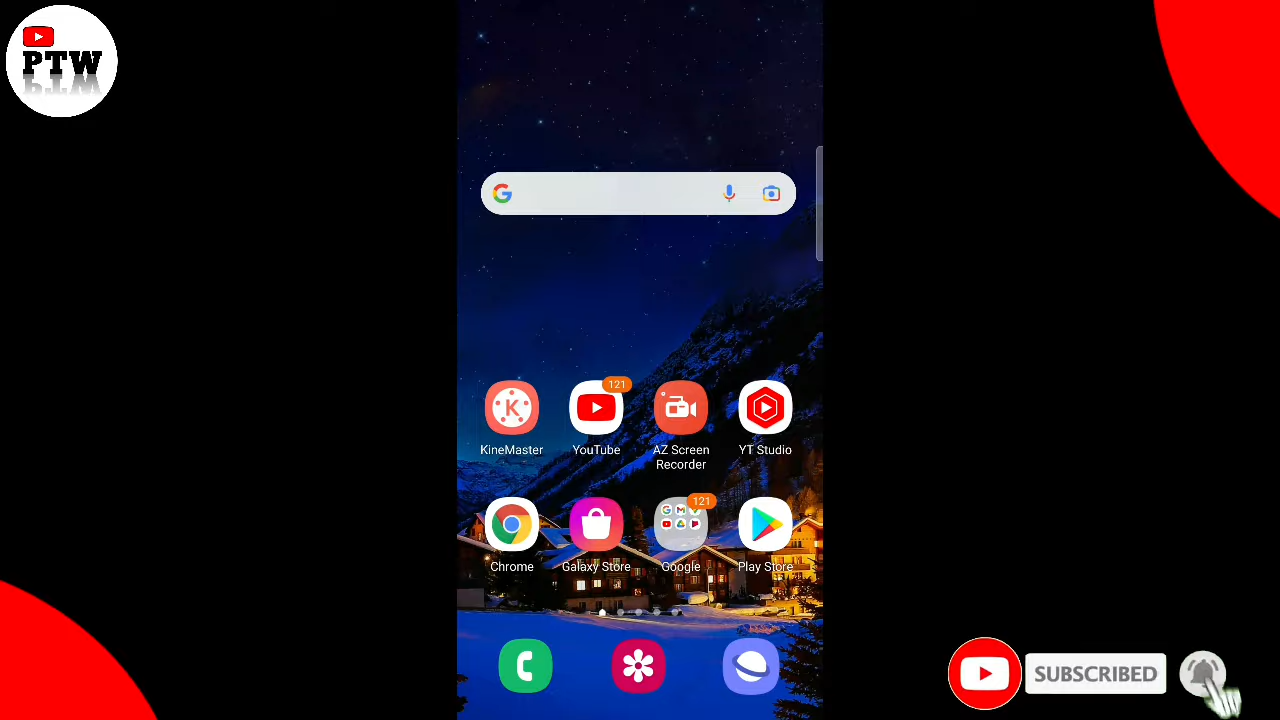 PTW
121
KineMaster
YouTube
AZ Screen
Recorder
YT Studio
121
Chrome
Galaxy Store
Google
Play Store
SUBSCRIBED